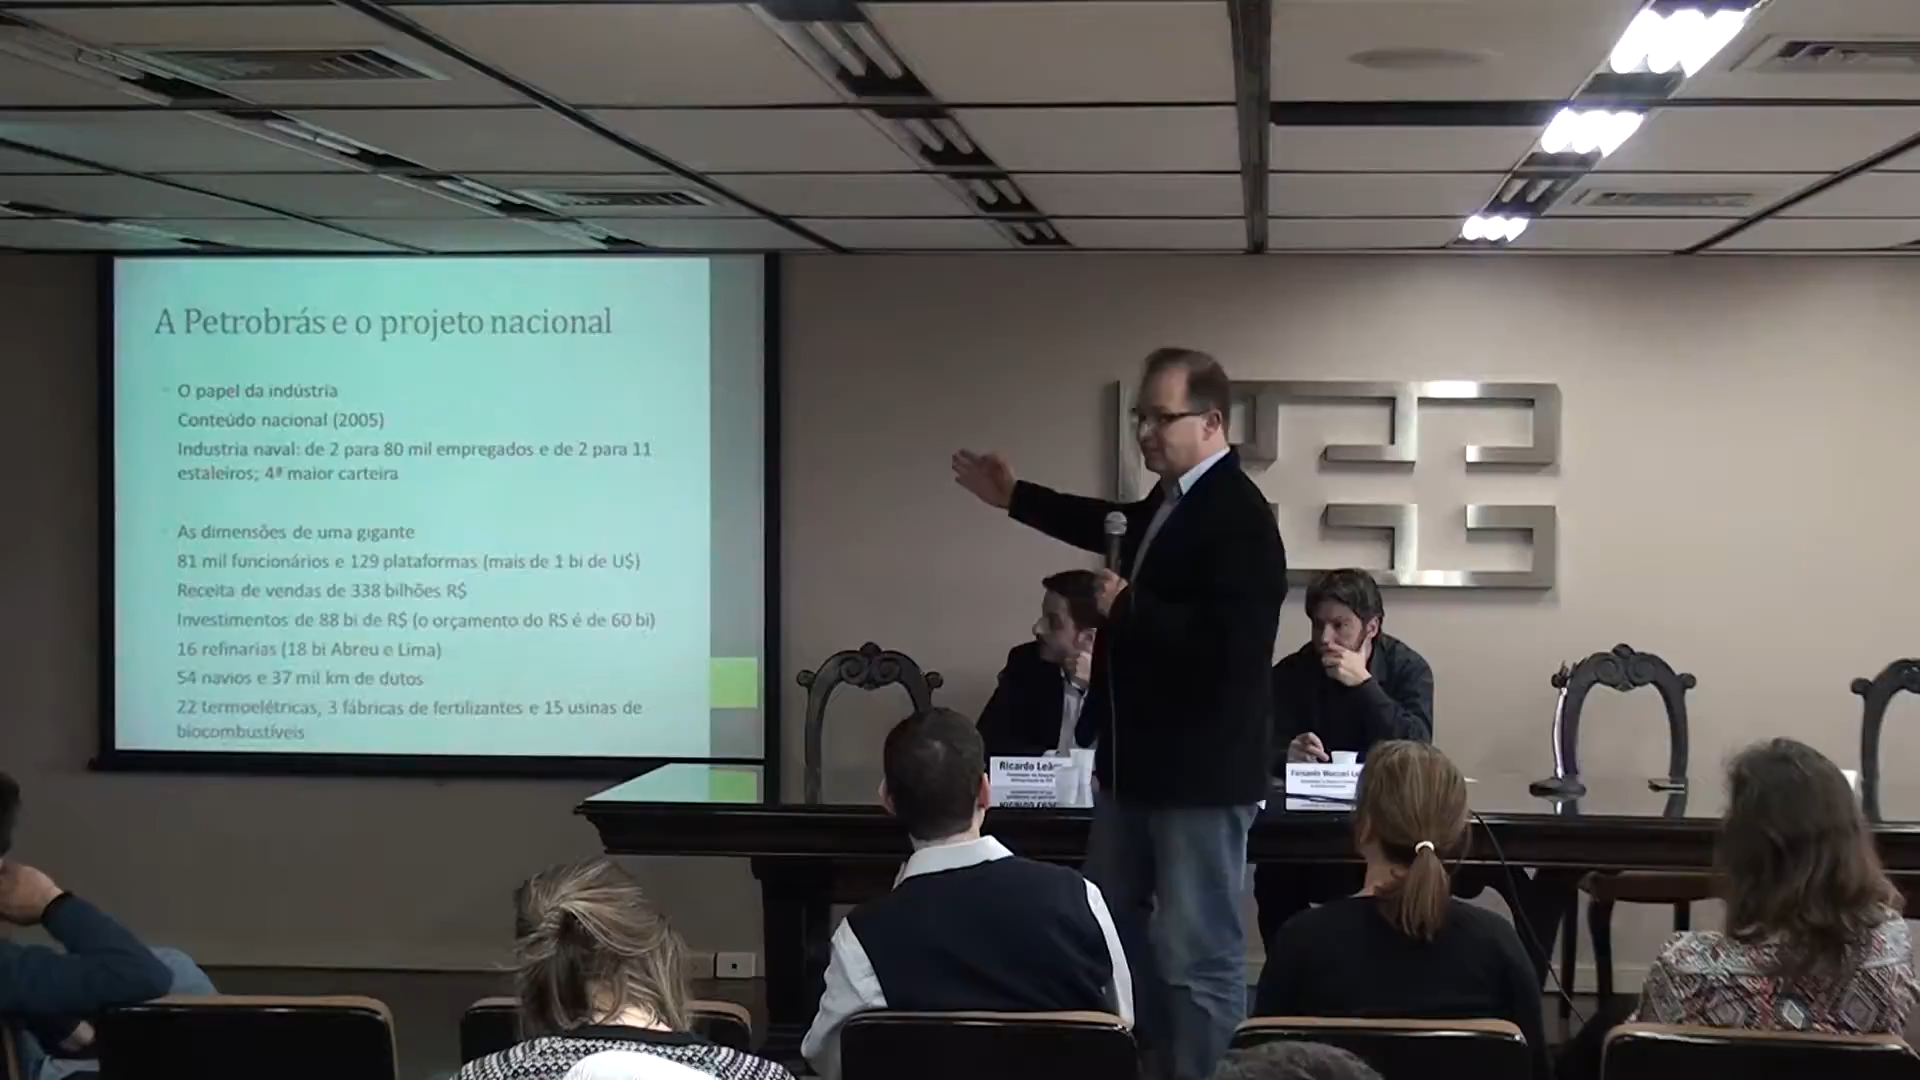 A Petrobrás e o projeto nacional
O papel da indústria
Conteúdo nacional (2005)
Industria naval: de 2 para 80 mil empregados e de 2 para 11
estaleiros; 4ª maior carteira
As dimensões de uma gigante
81 mil funcionários e 129 plataformas (mais de 1 bi de U$)
Receita de vendas de 338 bilhões R$
Investimentos de 88 bi de R$ (o orçamento do RS é de 60 bi)
16 refinarias (18 bi Abreu e Lima)
54 navios e 37 mil km de dutos
22 termoelétricas, 3 fábricas de fertilizantes e 15 usinas de
biocombustíveis
FEE
Ricardo
Fernando